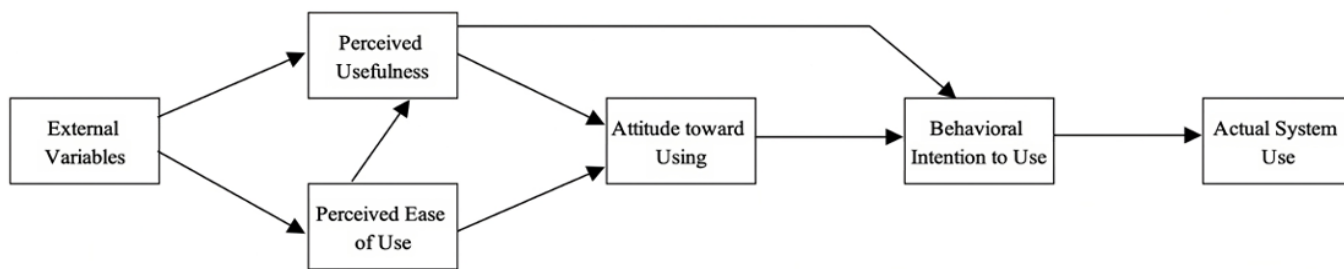 Perceived
Usefulness
External
Variables
Perceived Ease
of Use
Attitude toward
Using
Behavioral
Intention to Use
Actual System
Use